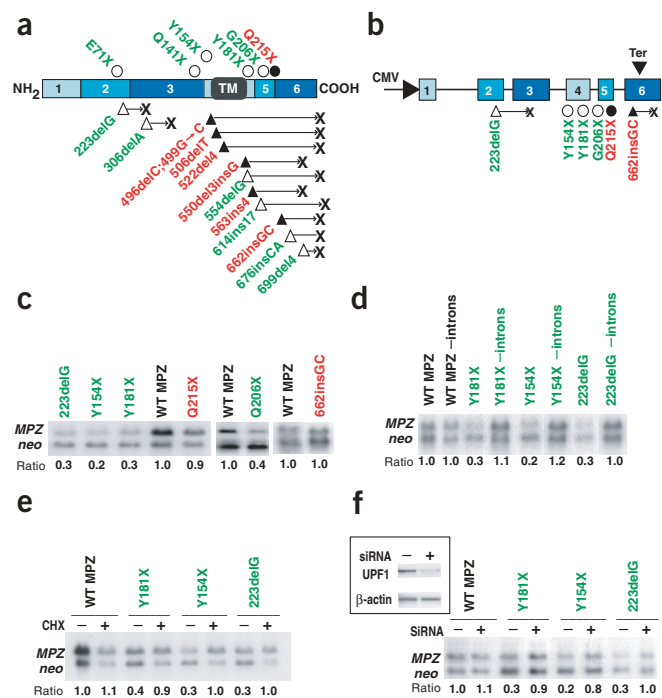 a
E71X
Q141X
Y154X
Y181X
G206X
Q215X
NH2 1 2 3 TM 5 6 COOH
223delG X
306delA X
496delC;499G→C X
506delT X
522del4 X
550del3insG X
554delG X
563ins4 X
614ins17 X
662insGC X
676insCA X
699del4 X
b
Ter
CMV 1 2 3 4 5 6
223delG X
Y154X
Y181X
G206X
Q215X
662insGC X
c
223delG Y154X Y181X WT MPZ Q215X WT MPZ Q206X WT MPZ 662insGC
MPZ
neo
Ratio 0.3 0.2 0.3 1.0 0.9 1.0 0.4 1.0 1.0
d
WT MPZ WT MPZ –introns Y181X Y181X –introns Y154X Y154X –introns 223delG 223delG –introns
MPZ
neo
Ratio 1.0 1.0 0.3 1.1 0.2 1.2 0.3 1.0
e
WT MPZ Y181X Y154X 223delG
CHX – + – + – + – +
MPZ
neo
Ratio 1.0 1.1 0.4 0.9 0.3 1.0 0.3 1.0
f
siRNA – +
UPF1
β-actin
WT MPZ Y181X Y154X 223delG
SiRNA – + – + – + – +
MPZ
neo
Ratio 1.0 1.1 0.3 0.9 0.2 0.8 0.3 1.0